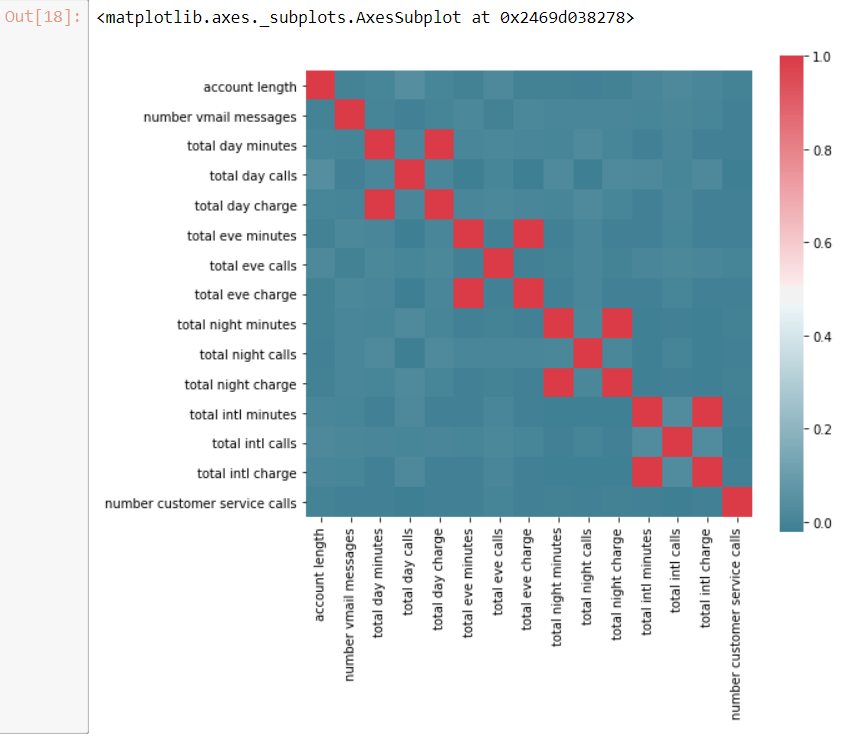 Out[18]: <matplotlib.axes._subplots.AxesSubplot at 0x2469d038278>
account length
number vmail messages
total day minutes
total day calls
total day charge
total eve minutes
total eve calls
total eve charge
total night minutes
total night calls
total night charge
total intl minutes
total intl calls
total intl charge
number customer service calls
account length
number vmail messages
total day minutes
total day calls
total day charge
total eve minutes
total eve calls
total eve charge
total night minutes
total night calls
total night charge
total intl minutes
total intl calls
total intl charge
number customer service calls
1.0
0.8
0.6
0.4
0.2
0.0